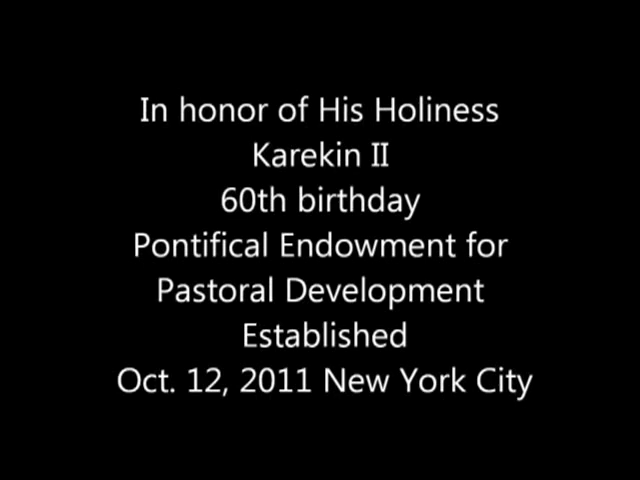 In honor of His Holiness
Karekin II
60th birthday
Pontifical Endowment for
Pastoral Development
Established
Oct. 12, 2011 New York City